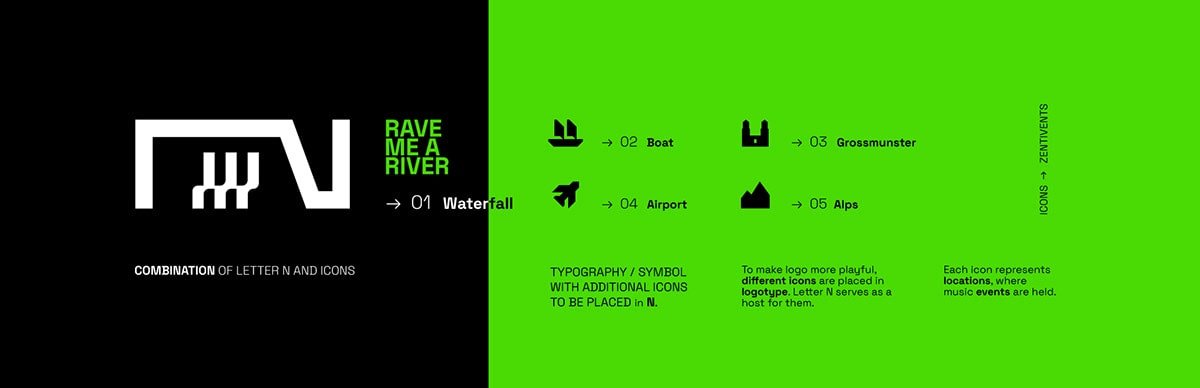 RAVE
ME A
RIVER
→ 01 Waterfall
COMBINATION OF LETTER N AND ICONS
→ 02 Boat
→ 03 Grossmunster
→ 04 Airport
→ 05 Alps
TYPOGRAPHY / SYMBOL
WITH ADDITIONAL ICONS
TO BE PLACED in N.
To make logo more playful,
different icons are placed in
logotype. Letter N serves as a
host for them.
Each icon represents
locations, where
music events are held.
ICONS → ZENTIVENTS